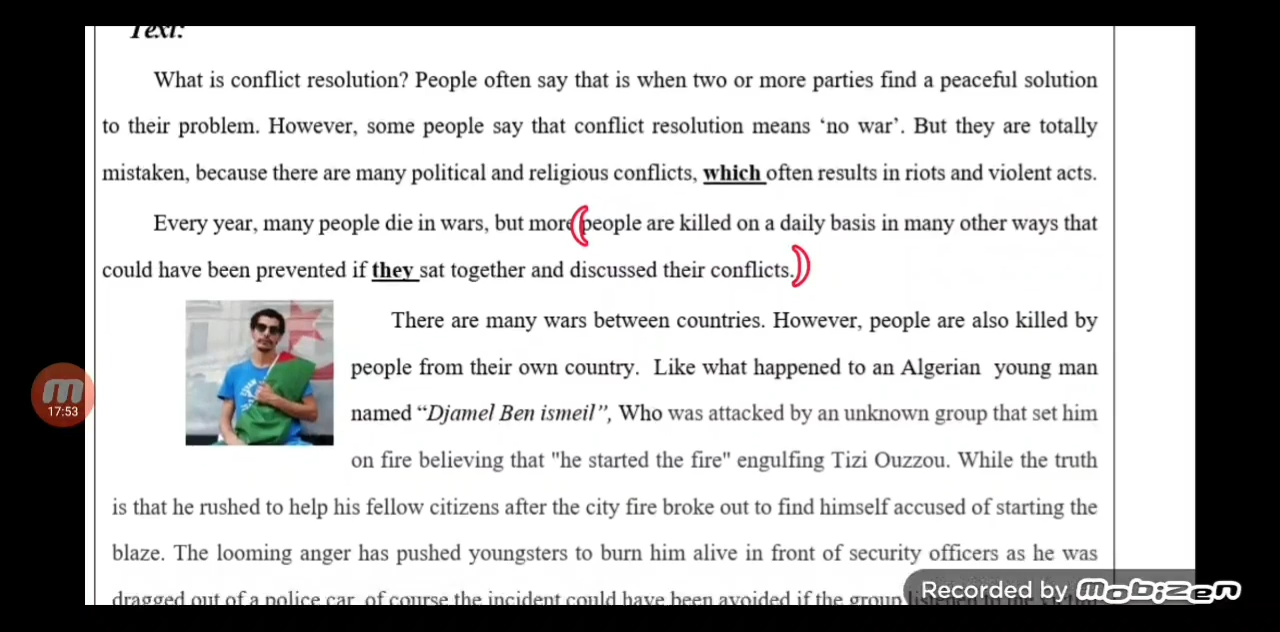 Text:
What is conflict resolution? People often say that is when two or more parties find a peaceful solution
to their problem. However, some people say that conflict resolution means ‘no war’. But they are totally
mistaken, because there are many political and religious conflicts, which often results in riots and violent acts.
Every year, many people die in wars, but more people are killed on a daily basis in many other ways that
could have been prevented if they sat together and discussed their conflicts.
There are many wars between countries. However, people are also killed by
people from their own country. Like what happened to an Algerian young man
named “Djamel Ben ismeil”, Who was attacked by an unknown group that set him
on fire believing that "he started the fire" engulfing Tizi Ouzzou. While the truth
17:53
is that he rushed to help his fellow citizens after the city fire broke out to find himself accused of starting the
blaze. The looming anger has pushed youngsters to burn him alive in front of security officers as he was
dragged out of a police car. of course the incident could have been avoided if the group
Recorded by mobizen